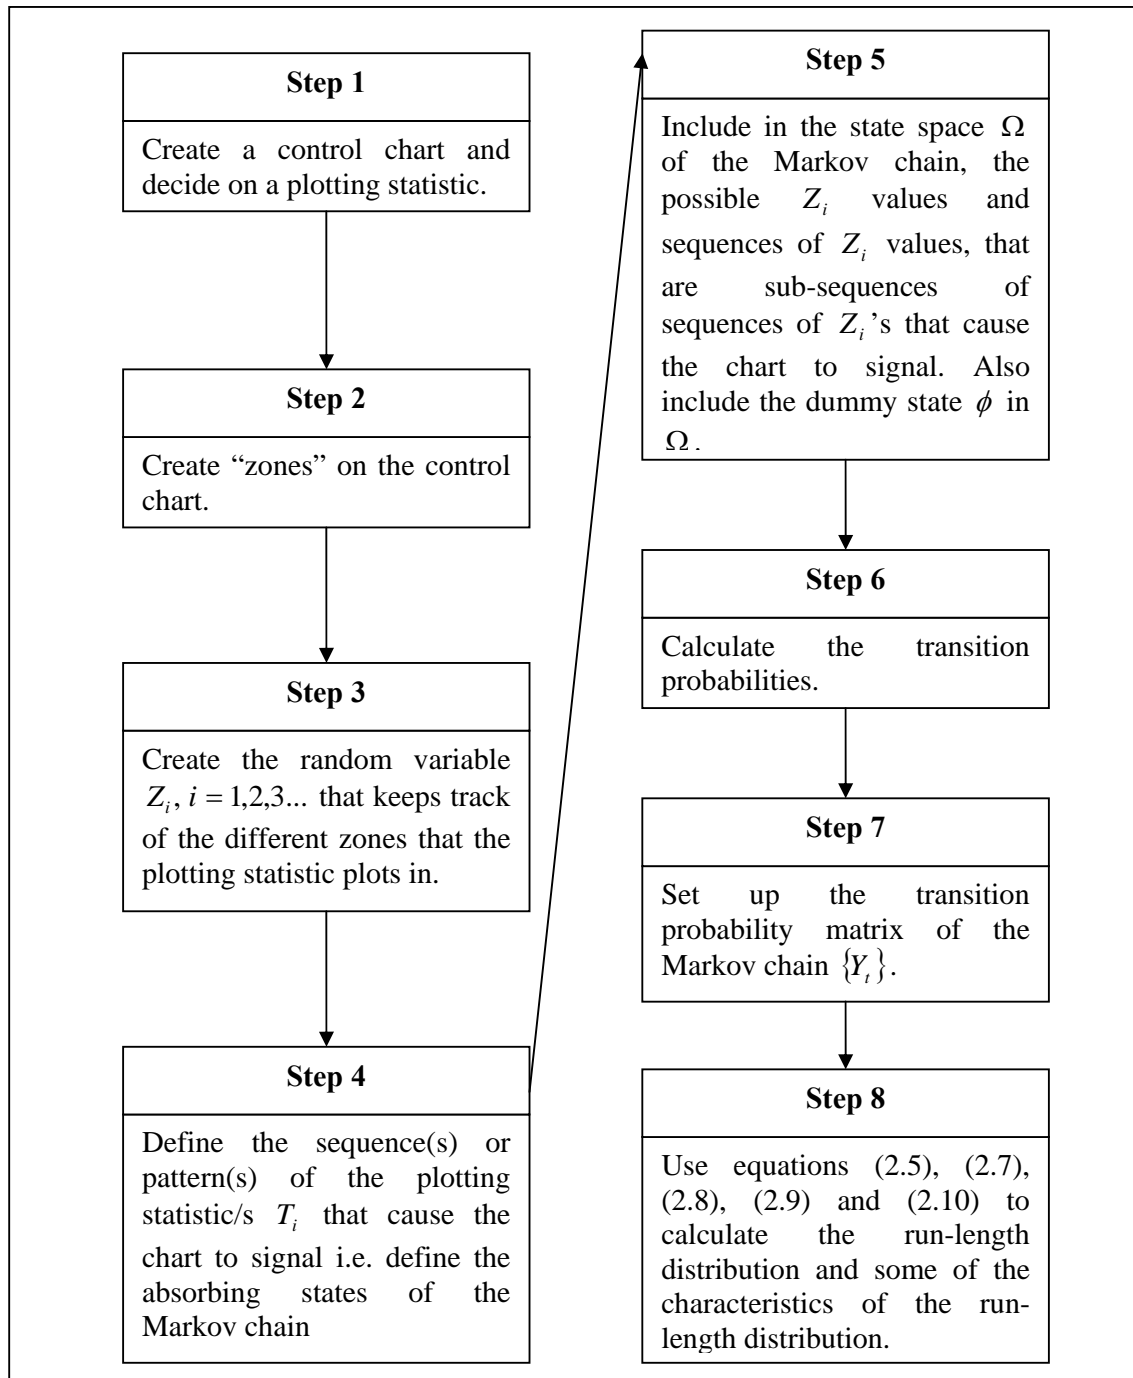 Step 1
Create a control chart and
decide on a plotting statistic.
Step 2
Create “zones” on the control
chart.
Step 3
Create the random variable
Z_i, i = 1,2,3... that keeps track
of the different zones that the
plotting statistic plots in.
Step 4
Define the sequence(s) or
pattern(s) of the plotting
statistic/s T_i that cause the
chart to signal i.e. define the
absorbing states of the
Markov chain
Step 5
Include in the state space Ω
of the Markov chain, the
possible Z_i values and
sequences of Z_i values, that
are sub-sequences of
sequences of Z_i ’s that cause
the chart to signal. Also
include the dummy state ϕ in
Ω.
Step 6
Calculate the transition
probabilities.
Step 7
Set up the transition
probability matrix of the
Markov chain {Y_t}.
Step 8
Use equations (2.5), (2.7),
(2.8), (2.9) and (2.10) to
calculate the run-length
distribution and some of the
characteristics of the run-
length distribution.